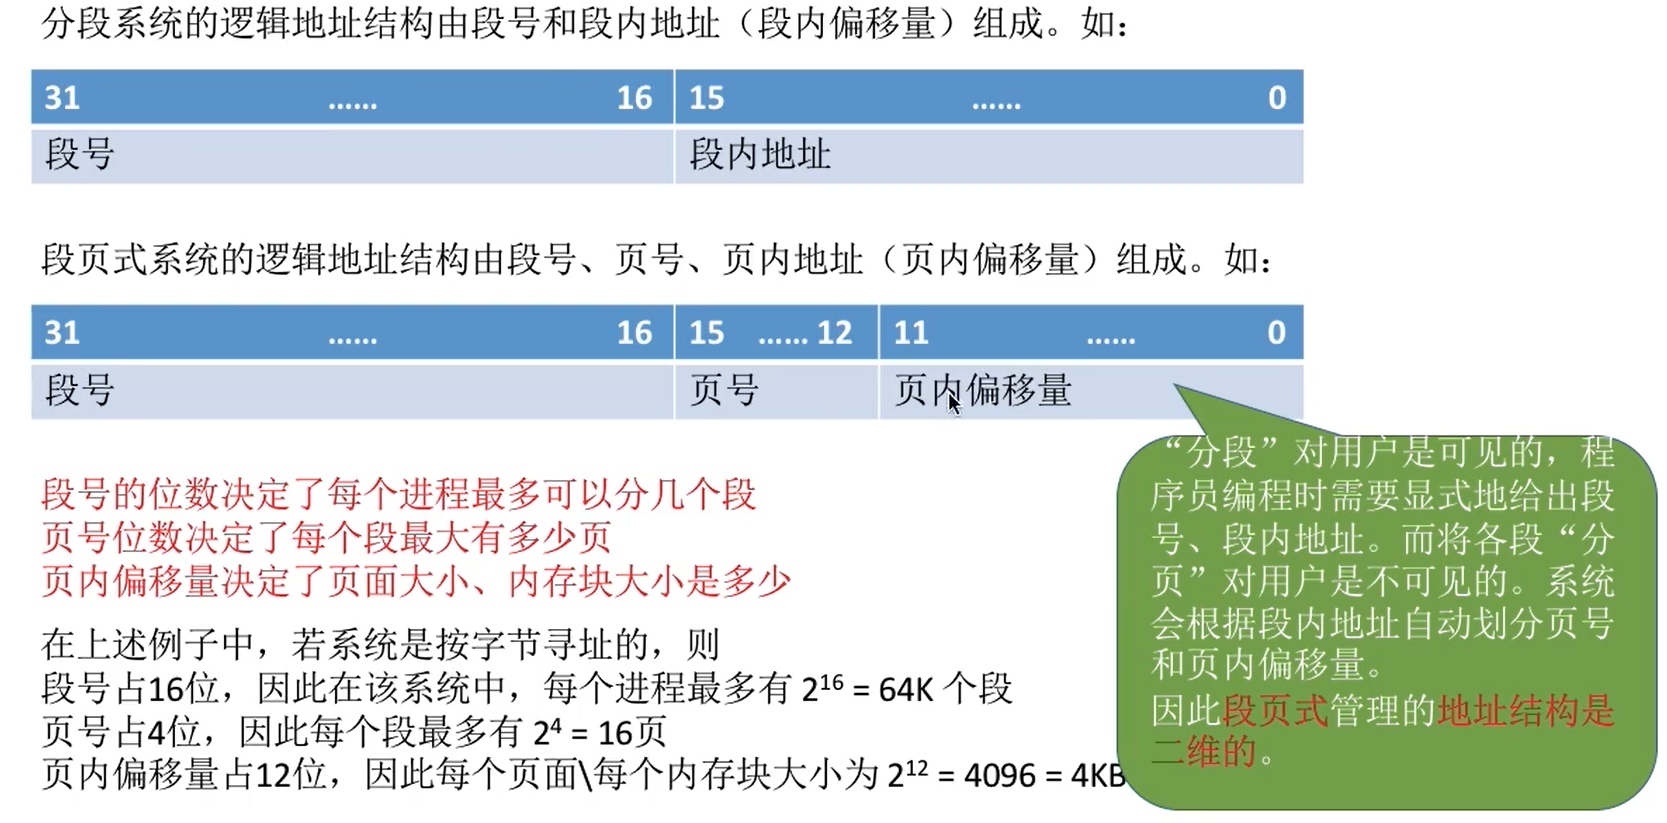 分段系统的逻辑地址结构由段号和段内地址（段内偏移量）组成。如：
31 …… 16 15 …… 0
段号 段内地址
段页式系统的逻辑地址结构由段号、页号、页内地址（页内偏移量）组成。如：
31 …… 16 15 …… 12 11 …… 0
段号 页号 页内偏移量
段号的位数决定了每个进程最多可以分几个段
页号位数决定了每个段最大有多少页
页内偏移量决定了页面大小、内存块大小是多少
在上述例子中，若系统是按字节寻址的，则
段号占16位，因此在该系统中，每个进程最多有 2¹⁶ = 64K 个段
页号占4位，因此每个段最多有 2⁴ = 16页
页内偏移量占12位，因此每个页面\每个内存块大小为 2¹² = 4096 = 4KB
“分段”对用户是可见的，程
序员编程时需要显式地给出段
号、段内地址。而将各段“分
页”对用户是不可见的。系统
会根据段内地址自动划分页号
和页内偏移量。
因此段页式管理的地址结构是
二维的。